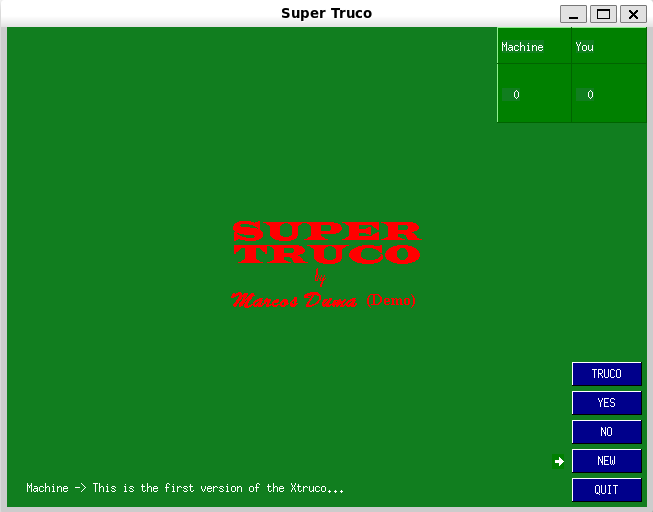 Super Truco
Machine You
0 0
SUPER
TRUCO
by
Marcos Dawa (Demo)
TRUCO
YES
NO
NEW
QUIT
Machine -> This is the first version of the Xtruco...